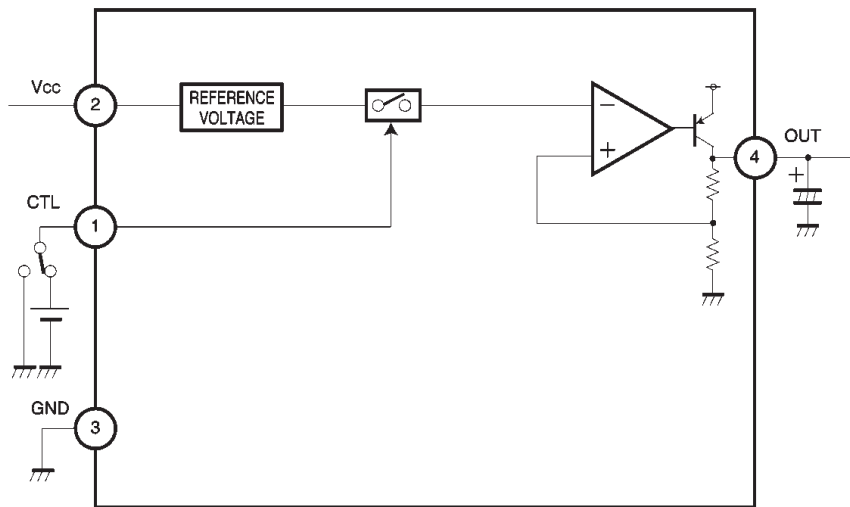 Vcc
2
REFERENCE
VOLTAGE
−
+
OUT
4
+
CTL
1
GND
3